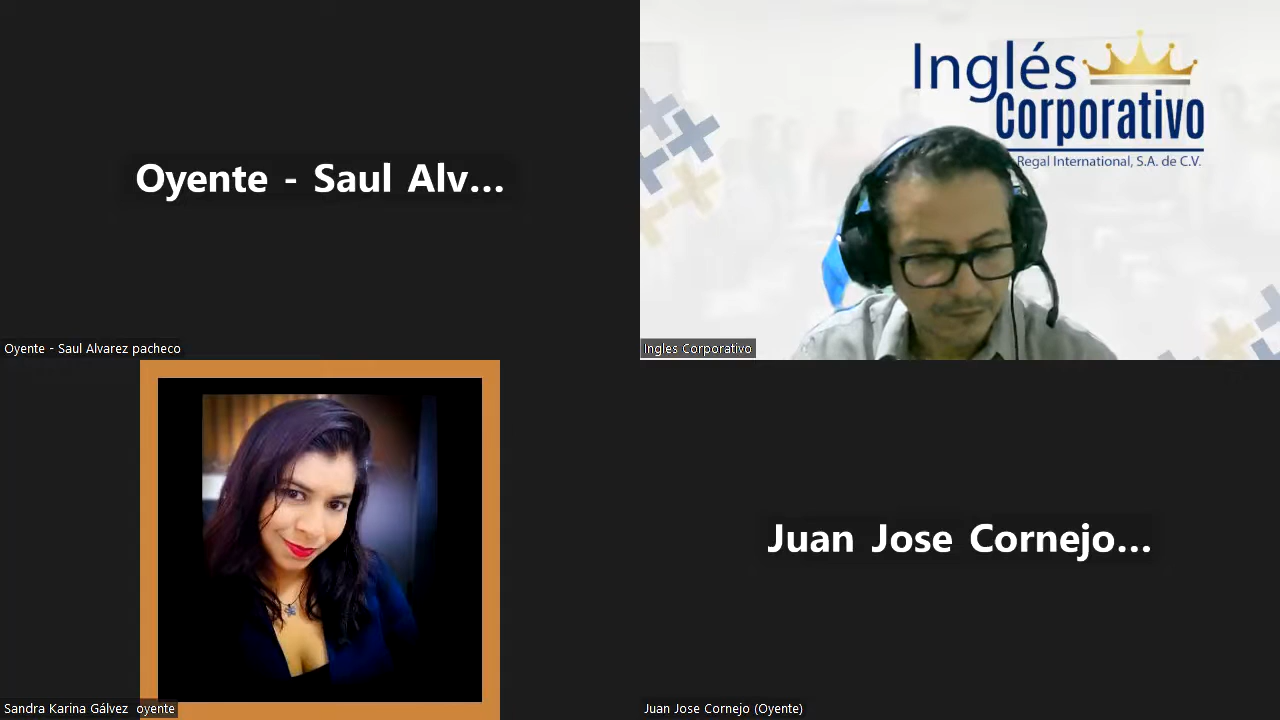 Oyente - Saul Alv...
Oyente - Saul Alvarez pacheco
Inglés
Corporativo
Regal International, S.A. de C.V.
Ingles Corporativo
Sandra Karina Gálvez oyente
Juan Jose Cornejo...
Juan Jose Cornejo (Oyente)